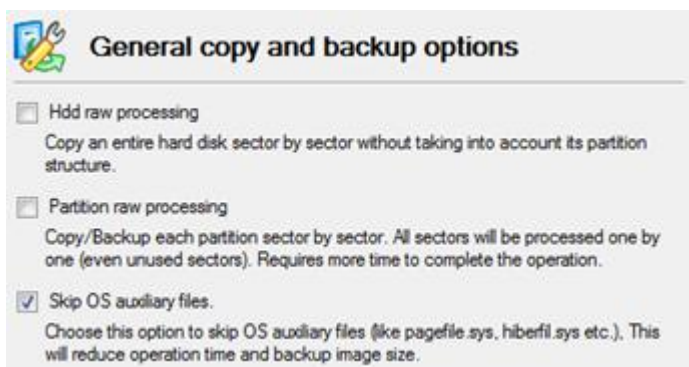 General copy and backup options
Hdd raw processing
Copy an entire hard disk sector by sector without taking into account its partition
structure.
Partition raw processing
Copy/Backup each partition sector by sector. All sectors will be processed one by
one (even unused sectors). Requires more time to complete the operation.
Skip OS auxiliary files.
Choose this option to skip OS auxiliary files (like pagefile.sys, hiberfil.sys etc.), This
will reduce operation time and backup image size.